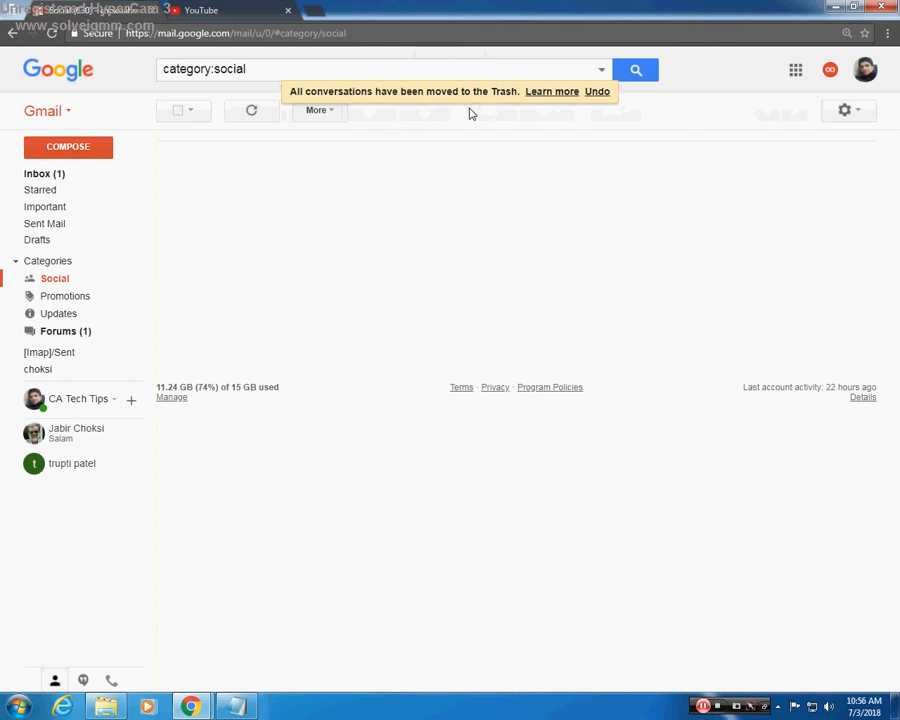 Unregistered HyperCam 3
www.solveigmm.com
YouTube
Secure
https://mail.google.com/mail/u/0/#category/social
Google
category:social
All conversations have been moved to the Trash. Learn more Undo
Gmail
More
COMPOSE
Inbox (1)
Starred
Important
Sent Mail
Drafts
Categories
Social
Promotions
Updates
Forums (1)
[Imap]/Sent
choksi
11.24 GB (74%) of 15 GB used
Manage
Terms · Privacy · Program Policies
Last account activity: 22 hours ago
Details
CA Tech Tips
Jabir Choksi
Salam
t
trupti patel
10:56 AM
7/3/2018